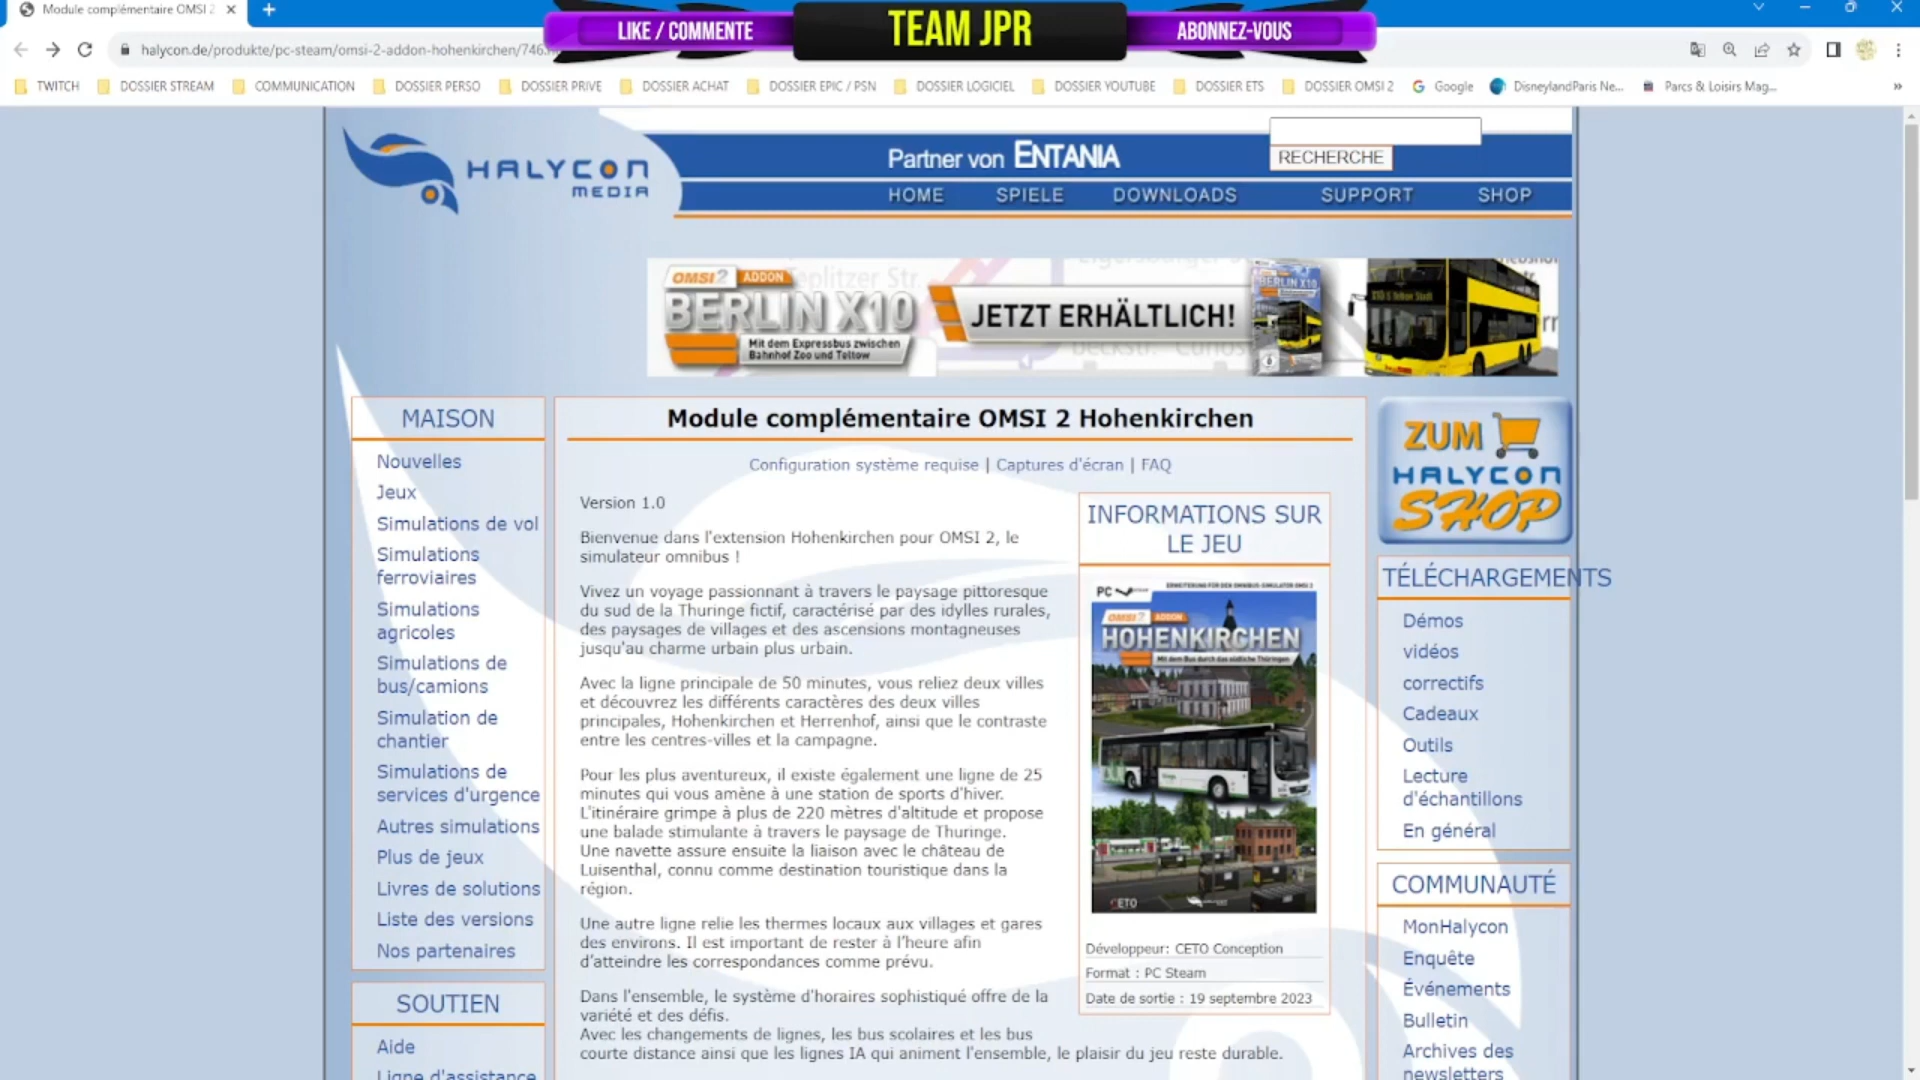 Module complémentaire OMSI 2
LIKE / COMMENTE
TEAM JPR
ABONNEZ-VOUS
halycon.de/produkte/pc-steam/omsi-2-addon-hohenkirchen/746
TWITCH
DOSSIER STREAM
COMMUNICATION
DOSSIER PERSO
DOSSIER PRIVE
DOSSIER ACHAT
DOSSIER EPIC / PSN
DOSSIER LOGICIEL
DOSSIER YOUTUBE
DOSSIER ETS
DOSSIER OMSI 2
Google
DisneylandParis Ne...
Parcs & Loisirs Mag...
HALYCON
MEDIA
Partner von ENTANIA
RECHERCHE
HOME
SPIELE
DOWNLOADS
SUPPORT
SHOP
OMSI 2 ADDON
BERLIN X10
Mit dem Expressbus zwischen
Bahnhof Zoo und Teltow
JETZT ERHÄLTLICH!
BERLIN X10
MAISON
Nouvelles
Jeux
Simulations de vol
Simulations
ferroviaires
Simulations
agricoles
Simulations de
bus/camions
Simulation de
chantier
Simulations de
services d'urgence
Autres simulations
Plus de jeux
Livres de solutions
Liste des versions
Nos partenaires
SOUTIEN
Aide
Ligne d'assistance
Module complémentaire OMSI 2 Hohenkirchen
Configuration système requise | Captures d'écran | FAQ
Version 1.0
Bienvenue dans l'extension Hohenkirchen pour OMSI 2, le
simulateur omnibus !
Vivez un voyage passionnant à travers le paysage pittoresque
du sud de la Thuringe fictif, caractérisé par des idylles rurales,
des paysages de villages et des ascensions montagneuses
jusqu'au charme urbain plus urbain.
Avec la ligne principale de 50 minutes, vous reliez deux villes
et découvrez les différents caractères des deux villes
principales, Hohenkirchen et Herrenhof, ainsi que le contraste
entre les centres-villes et la campagne.
Pour les plus aventureux, il existe également une ligne de 25
minutes qui vous amène à une station de sports d'hiver.
L'itinéraire grimpe à plus de 220 mètres d'altitude et propose
une balade stimulante à travers le paysage de Thuringe.
Une navette assure ensuite la liaison avec le château de
Luisenthal, connu comme destination touristique dans la
région.
Une autre ligne relie les thermes locaux aux villages et gares
des environs. Il est important de rester à l’heure afin
d’atteindre les correspondances comme prévu.
Dans l'ensemble, le système d'horaires sophistiqué offre de la
variété et des défis.
Avec les changements de lignes, les bus scolaires et les bus
courte distance ainsi que les lignes IA qui animent l'ensemble, le plaisir du jeu reste durable.
INFORMATIONS SUR
LE JEU
PC
ERWEITERUNG FÜR DEN OMNIBUS-SIMULATOR OMSI 2
OMSI 2 ADDON
HOHENKIRCHEN
Mit dem Bus durch das südliche Thüringen
CETO
Développeur: CETO Conception
Format : PC Steam
Date de sortie : 19 septembre 2023
ZUM
HALYCON
SHOP
TÉLÉCHARGEMENTS
Démos
vidéos
correctifs
Cadeaux
Outils
Lecture
d'échantillons
En général
COMMUNAUTÉ
MonHalycon
Enquête
Événements
Bulletin
Archives des
newsletters